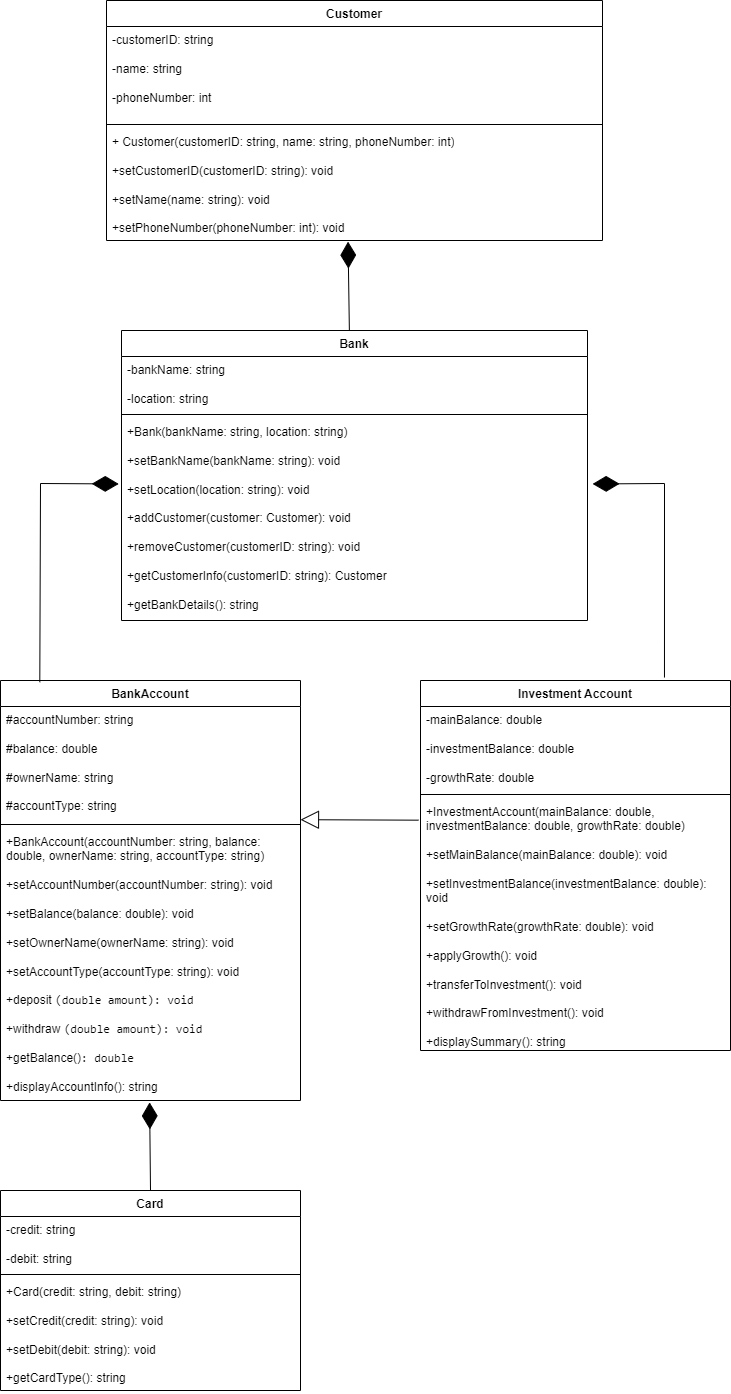 Customer
-customerID: string
-name: string
-phoneNumber: int
+ Customer(customerID: string, name: string, phoneNumber: int)
+setCustomerID(customerID: string): void
+setName(name: string): void
+setPhoneNumber(phoneNumber: int): void
Bank
-bankName: string
-location: string
+Bank(bankName: string, location: string)
+setBankName(bankName: string): void
+setLocation(location: string): void
+addCustomer(customer: Customer): void
+removeCustomer(customerID: string): void
+getCustomerInfo(customerID: string): Customer
+getBankDetails(): string
BankAccount
#accountNumber: string
#balance: double
#ownerName: string
#accountType: string
+BankAccount(accountNumber: string, balance:
double, ownerName: string, accountType: string)
+setAccountNumber(accountNumber: string): void
+setBalance(balance: double): void
+setOwnerName(ownerName: string): void
+setAccountType(accountType: string): void
+deposit (double amount): void
+withdraw (double amount): void
+getBalance(): double
+displayAccountInfo(): string
Investment Account
-mainBalance: double
-investmentBalance: double
-growthRate: double
+InvestmentAccount(mainBalance: double,
investmentBalance: double, growthRate: double)
+setMainBalance(mainBalance: double): void
+setInvestmentBalance(investmentBalance: double):
void
+setGrowthRate(growthRate: double): void
+applyGrowth(): void
+transferToInvestment(): void
+withdrawFromInvestment(): void
+displaySummary(): string
Card
-credit: string
-debit: string
+Card(credit: string, debit: string)
+setCredit(credit: string): void
+setDebit(debit: string): void
+getCardType(): string